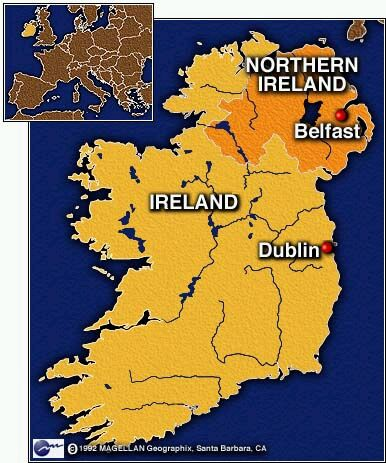 NORTHERN
IRELAND
Belfast
IRELAND
Dublin
© 1992 MAGELLAN Geographix, Santa Barbara, CA